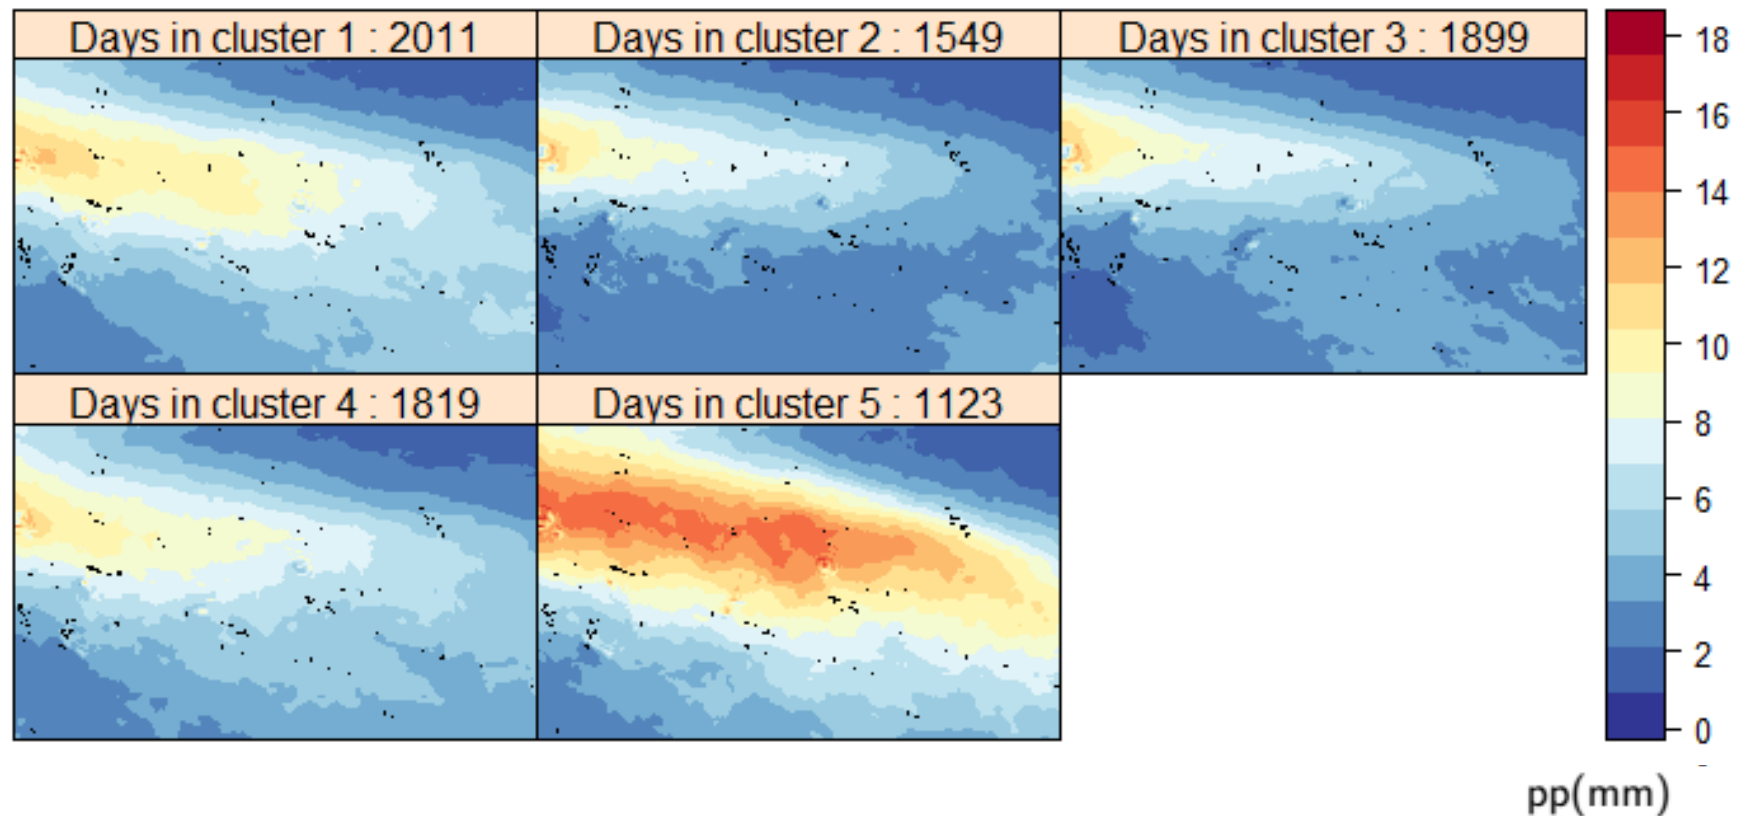 Days in cluster 1 : 2011
Days in cluster 2 : 1549
Days in cluster 3 : 1899
Days in cluster 4 : 1819
Days in cluster 5 : 1123
18
16
14
12
10
8
6
4
2
0
pp(mm)